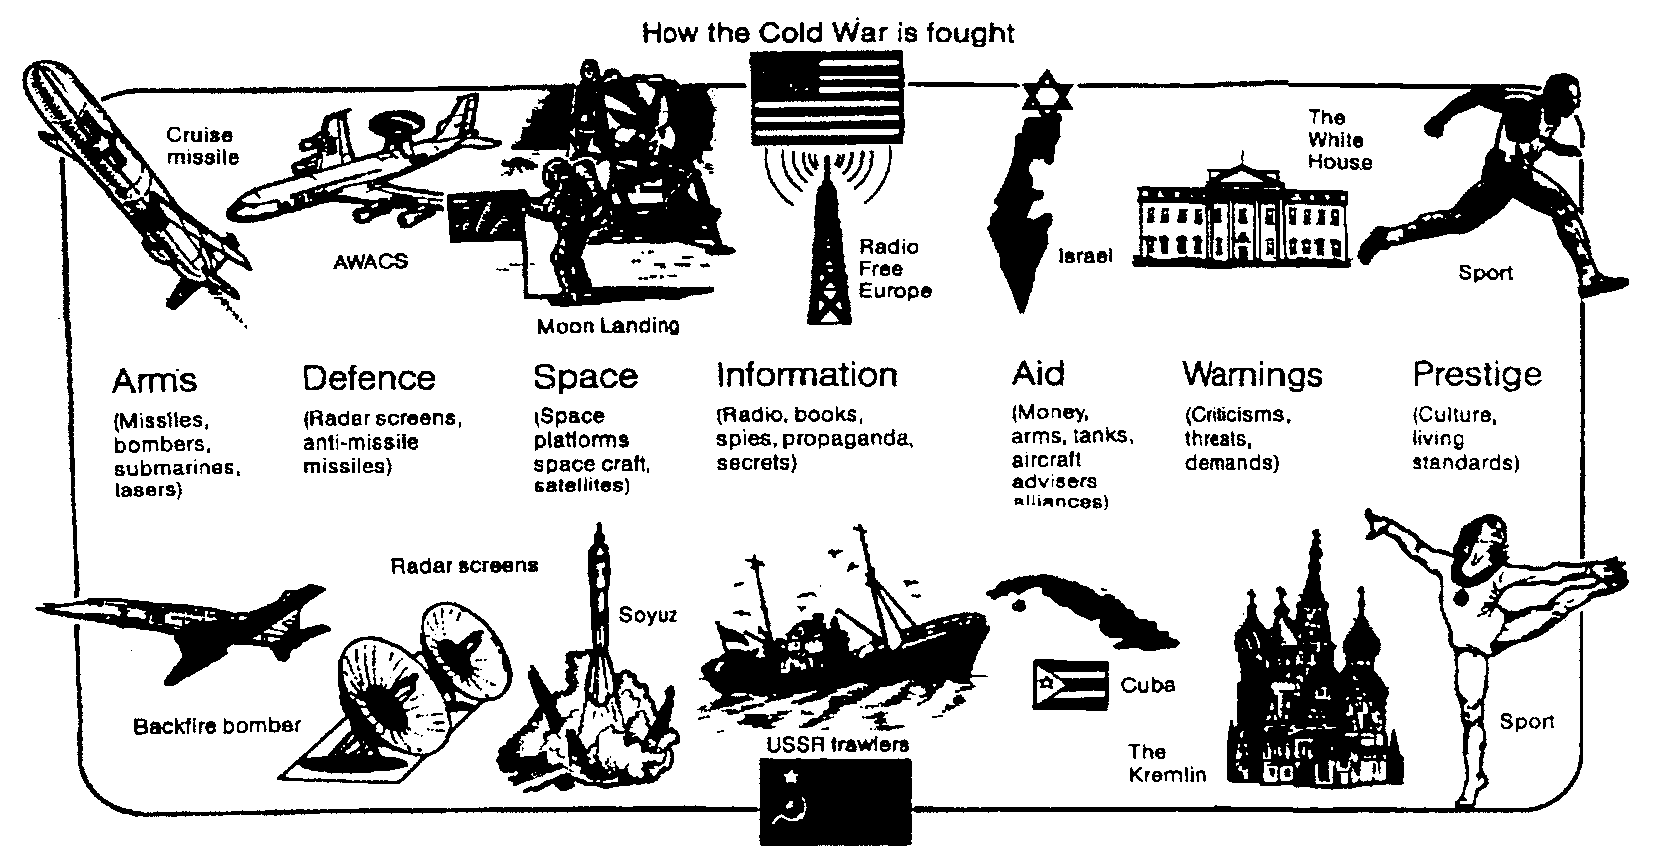 How the Cold War is fought
Cruise
missile
AWACS
Moon Landing
Radio
Free
Europe
Israel
The
White
House
Sport
Arms
(Missiles,
bombers,
submarines,
lasers)
Defence
(Radar screens,
anti-missile
missiles)
Space
(Space
platforms
space craft,
satellites)
Information
(Radio, books,
spies, propaganda,
secrets)
Aid
(Money,
arms, tanks,
aircraft
advisers
alliances)
Warnings
(Criticisms,
threats,
demands)
Prestige
(Culture,
living
standards)
Backfire bomber
Radar screens
Soyuz
USSR trawlers
Cuba
The
Kremlin
Sport